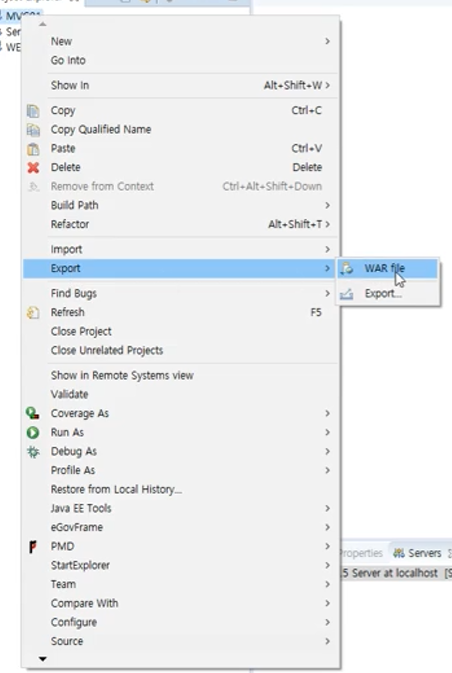 MVC01
Ser
WE
New
Go Into
Show In Alt+Shift+W
Copy Ctrl+C
Copy Qualified Name
Paste Ctrl+V
Delete Delete
Remove from Context Ctrl+Alt+Shift+Down
Build Path
Refactor Alt+Shift+T
Import
Export
WAR file
Export...
Find Bugs
Refresh F5
Close Project
Close Unrelated Projects
Show in Remote Systems view
Validate
Coverage As
Run As
Debug As
Profile As
Restore from Local History...
Java EE Tools
eGovFrame
PMD
StartExplorer
Team
Compare With
Configure
Source
Properties Servers
.5 Server at localhost [S